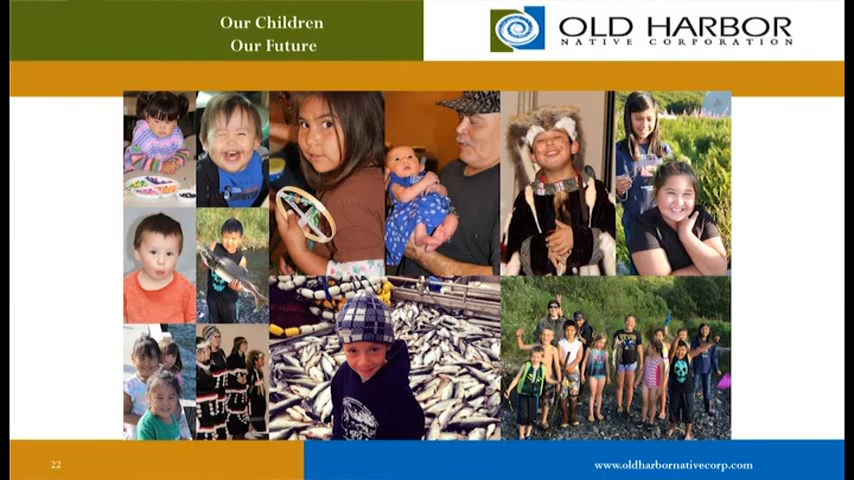 Our Children
Our Future
OLD HARBOR
NATIVE CORPORATION
22
www.oldharbornativecorp.com